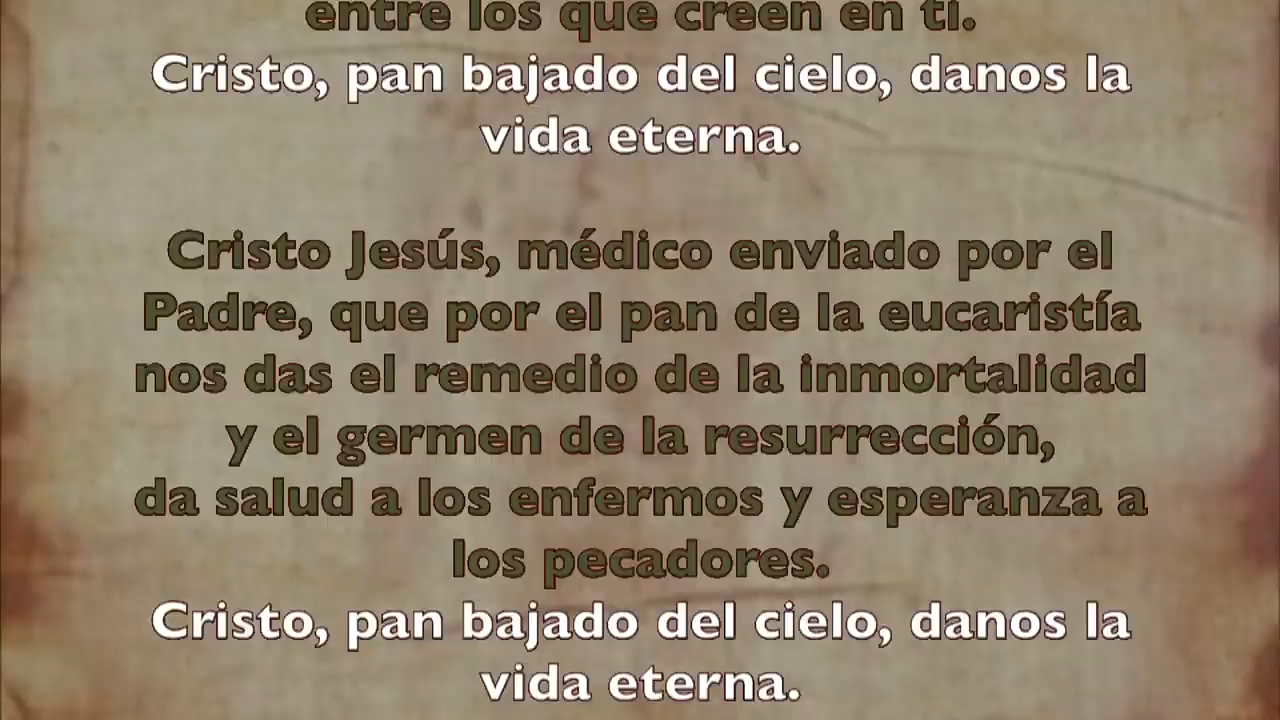 entre los que creen en ti.
Cristo, pan bajado del cielo, danos la
vida eterna.
Cristo Jesús, médico enviado por el
Padre, que por el pan de la eucaristía
nos das el remedio de la inmortalidad
y el germen de la resurrección,
da salud a los enfermos y esperanza a
los pecadores.
Cristo, pan bajado del cielo, danos la
vida eterna.